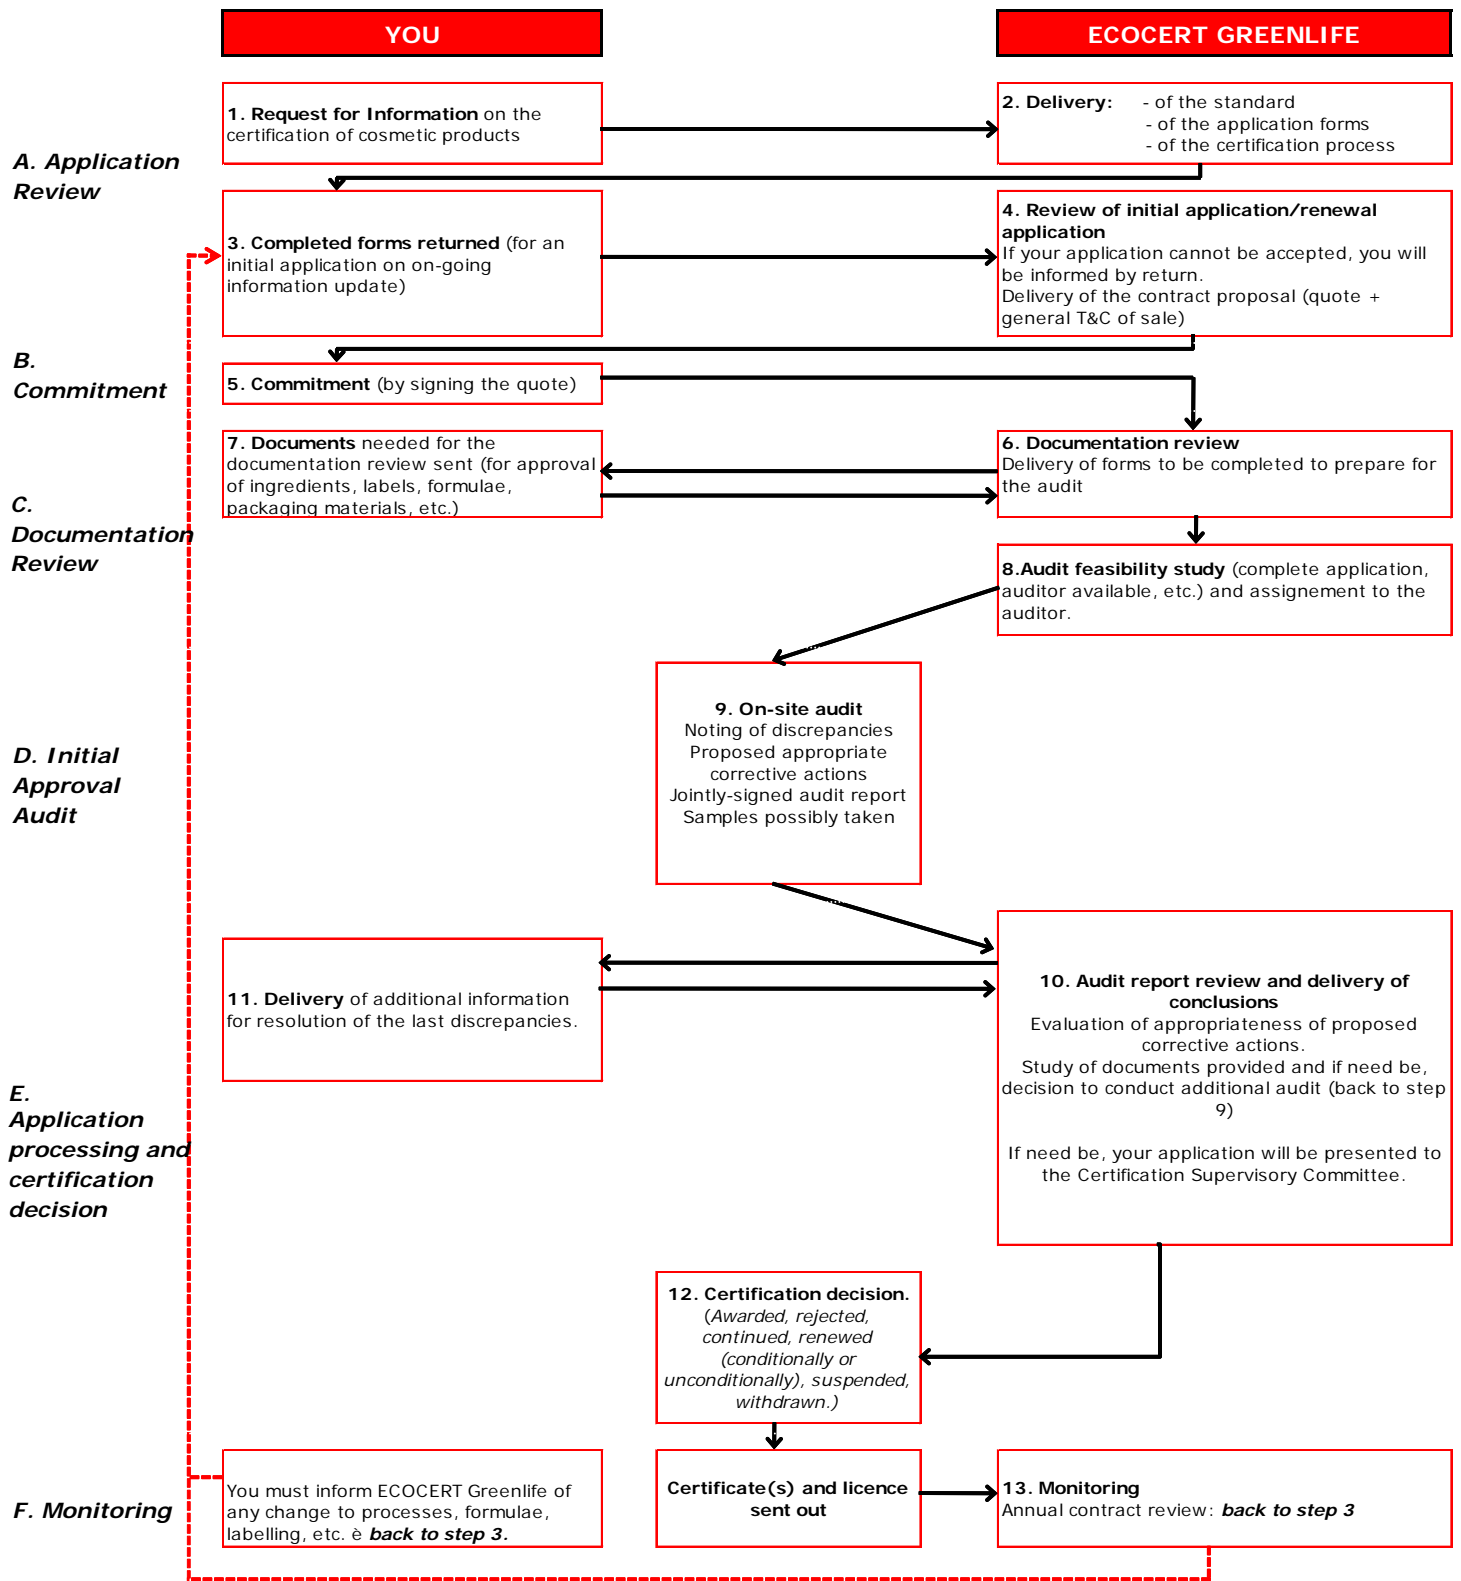 YOU
ECOCERT GREENLIFE
A. Application
Review
1. Request for Information on the
certification of cosmetic products
2. Delivery: - of the standard
- of the application forms
- of the certification process
3. Completed forms returned (for an
initial application on on-going
information update)
4. Review of initial application/renewal
application
If your application cannot be accepted, you will
be informed by return.
Delivery of the contract proposal (quote +
general T&C of sale)
B.
Commitment
5. Commitment (by signing the quote)
C.
Documentation
Review
7. Documents needed for the
documentation review sent (for approval
of ingredients, labels, formulae,
packaging materials, etc.)
6. Documentation review
Delivery of forms to be completed to prepare for
the audit
8.Audit feasibility study (complete application,
auditor available, etc.) and assignement to the
auditor.
D. Initial
Approval
Audit
9. On-site audit
Noting of discrepancies
Proposed appropriate
corrective actions
Jointly-signed audit report
Samples possibly taken
E.
Application
processing and
certification
decision
11. Delivery of additional information
for resolution of the last discrepancies.
10. Audit report review and delivery of
conclusions
Evaluation of appropriateness of proposed
corrective actions.
Study of documents provided and if need be,
decision to conduct additional audit (back to step
9)
If need be, your application will be presented to
the Certification Supervisory Committee.
12. Certification decision.
(Awarded, rejected,
continued, renewed
(conditionally or
unconditionally), suspended,
withdrawn.)
F. Monitoring
You must inform ECOCERT Greenlife of
any change to processes, formulae,
labelling, etc. è back to step 3.
Certificate(s) and licence
sent out
13. Monitoring
Annual contract review: back to step 3